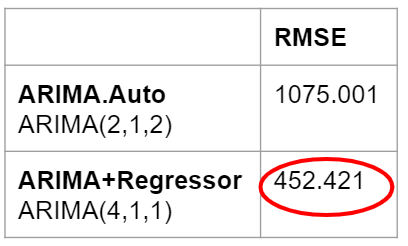 RMSE
ARIMA.Auto 1075.001
ARIMA(2,1,2)
ARIMA+Regressor 452.421
ARIMA(4,1,1)